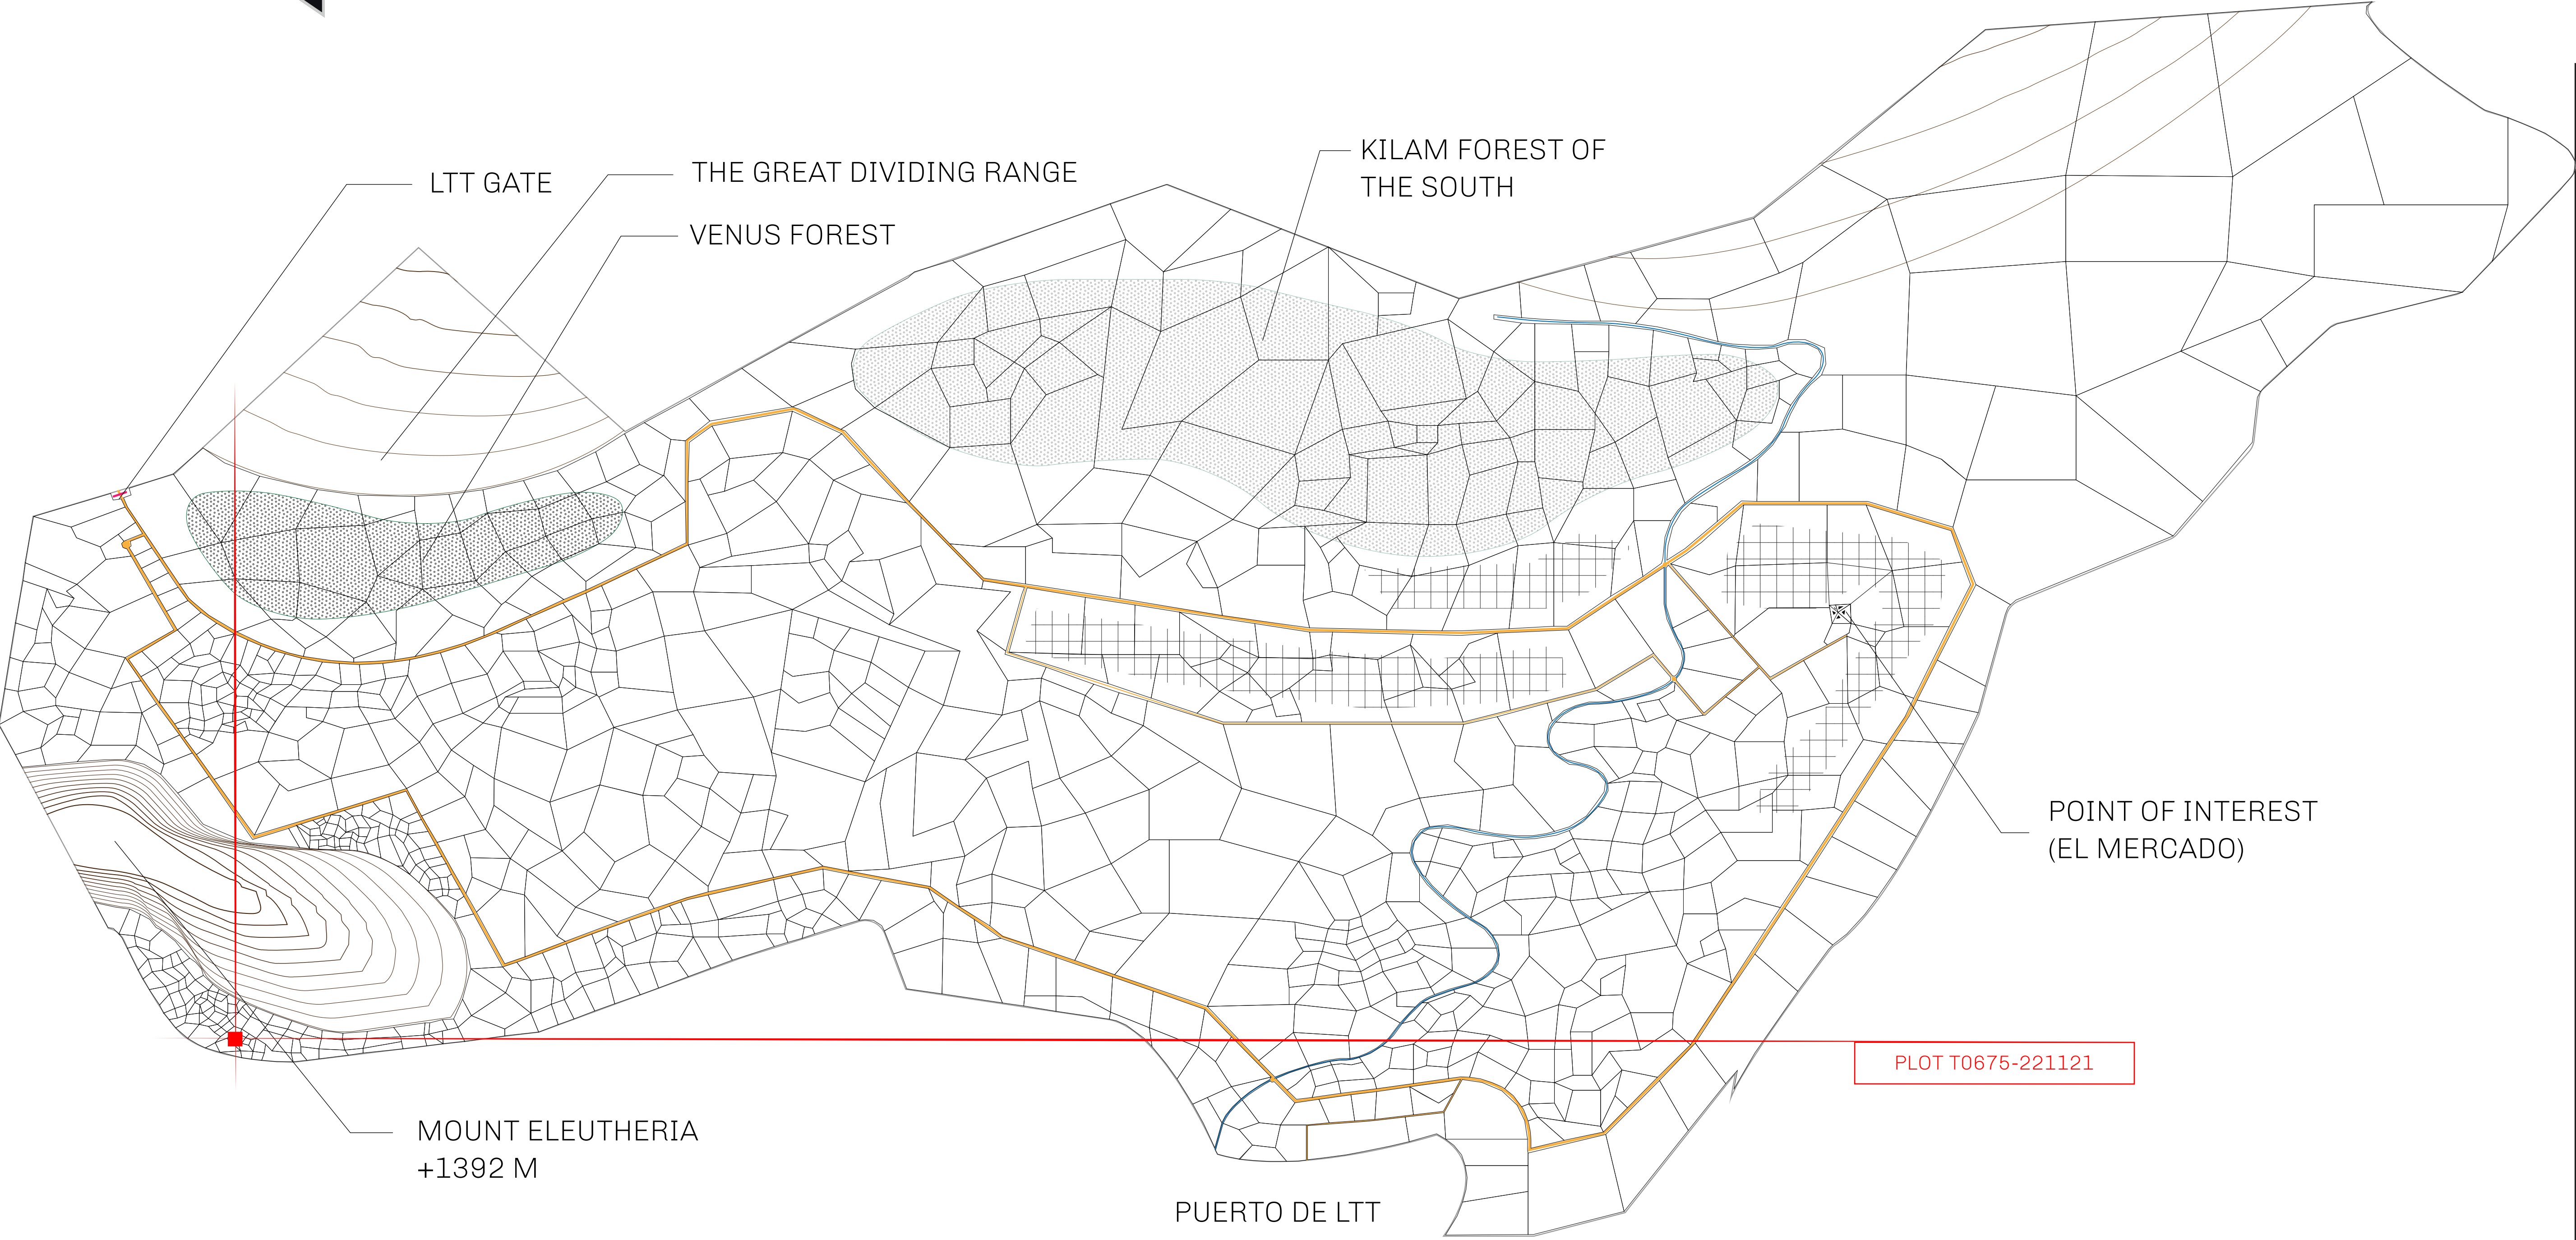 KILAM FOREST OF
THE SOUTH
THE GREAT DIVIDING RANGE
LTT GATE
VENUS FOREST
POINT OF INTEREST
(EL MERCADO)
PLOT T0675-221121
MOUNT ELEUTHERIA
+1392 M
PUERTO DE LTT